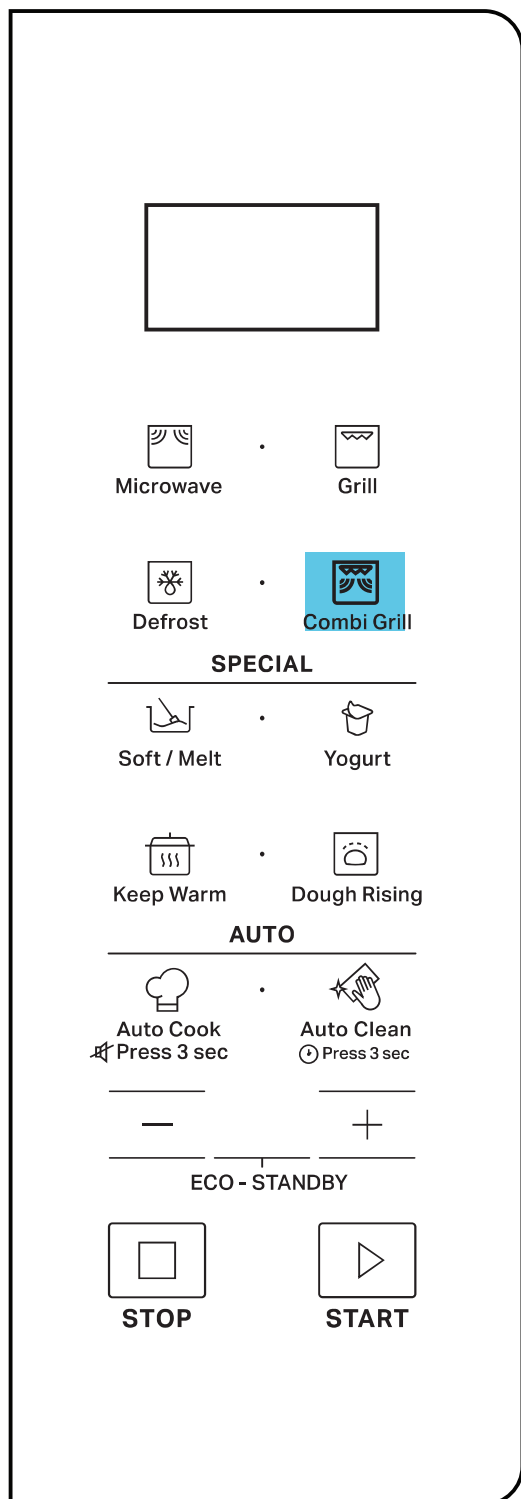 Microwave
Grill
Defrost
Combi Grill
SPECIAL
Soft / Melt
Yogurt
Keep Warm
Dough Rising
AUTO
Auto Cook
Press 3 sec
Auto Clean
Press 3 sec
ECO - STANDBY
STOP
START